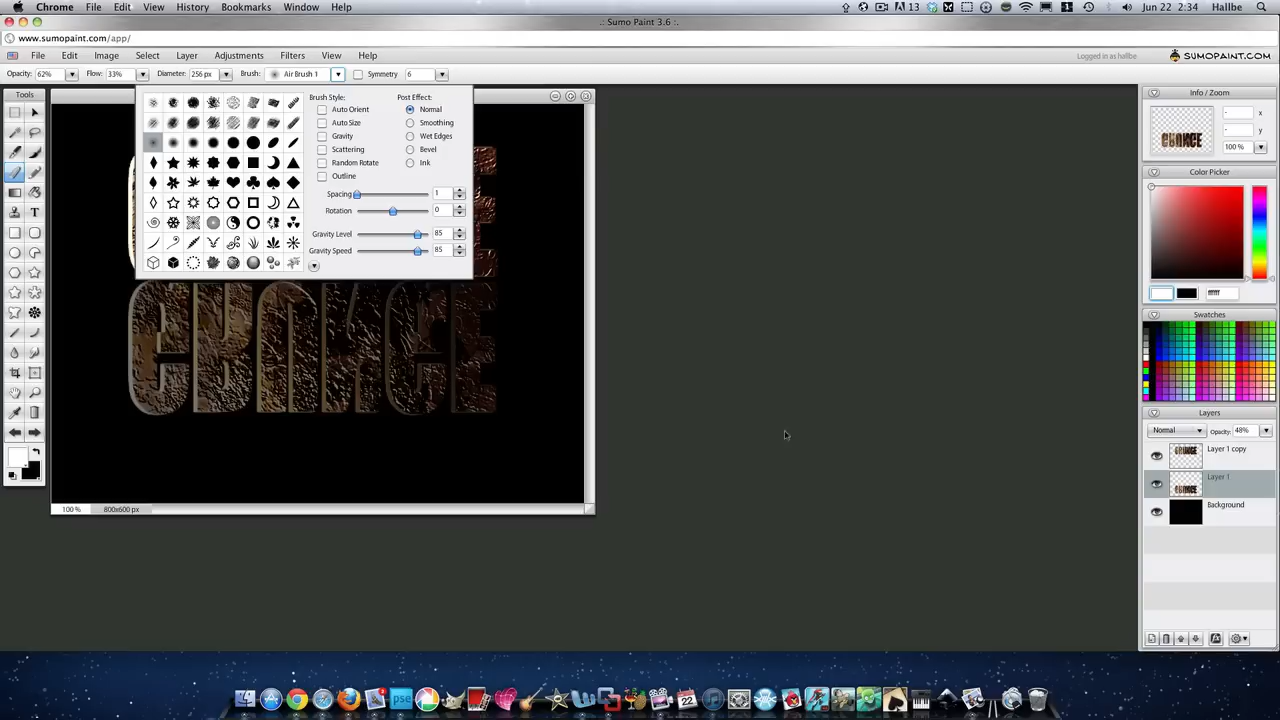 Chrome File Edit View History Bookmarks Window Help A 13 1 Jun 22 2:34 Hallbe
.: Sumo Paint 3.6 :.
www.sumopaint.com/app/
File Edit Image Select Layer Adjustments Filters View Help Logged in as hallbe SUMOPAINT.COM
Opacity: 62% Flow: 33% Diameter: 256 px Brush: Air Brush 1 Symmetry 6
Tools
Brush Style: Post Effect:
Auto Orient Normal
Auto Size Smoothing
Gravity Wet Edges
Scattering Bevel
Random Rotate Ink
Outline
Spacing 1
Rotation 0
Gravity Level 85
Gravity Speed 85
100 % 800x600 px
Info / Zoom
- x
- y
100 %
Color Picker
ffffff
Swatches
Layers
Normal Opacity: 48%
Layer 1 copy
Layer 1
Background
pse
22